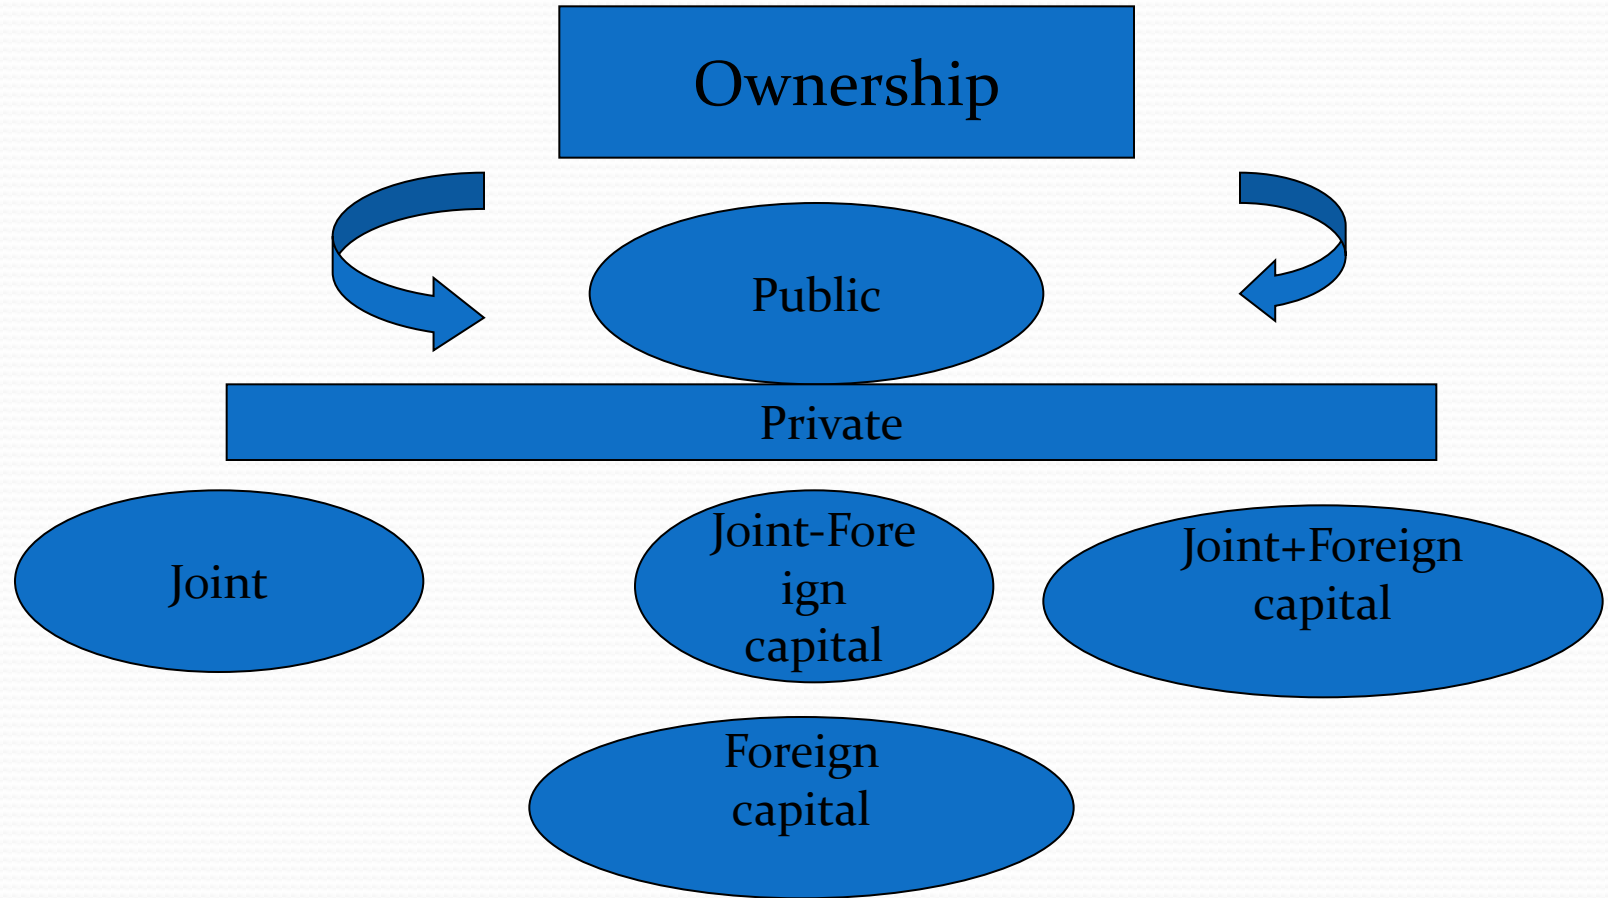 Ownership
Public
Private
Joint
Joint-Fore
ign
capital
Joint+Foreign
capital
Foreign
capital